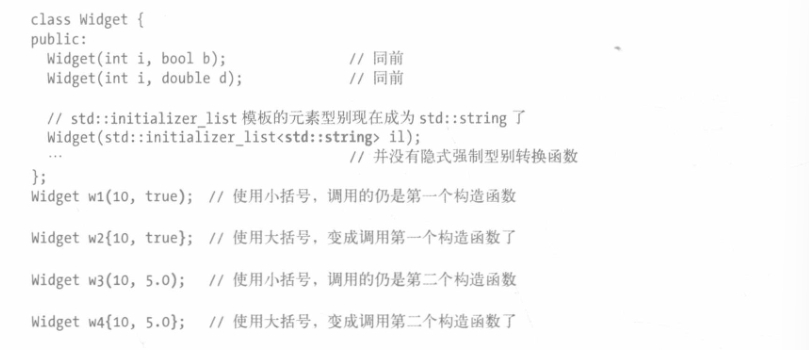 class Widget {
public:
  Widget(int i, bool b);                // 同前
  Widget(int i, double d);              // 同前
  // std::initializer_list 模板的元素型别现在成为 std::string 了
  Widget(std::initializer_list<std::string> il);
  …                                     // 并没有隐式强制型别转换函数
};
Widget w1(10, true);  // 使用小括号，调用的仍是第一个构造函数
Widget w2{10, true};  // 使用大括号，变成调用第一个构造函数了
Widget w3(10, 5.0);   // 使用小括号，调用的仍是第二个构造函数
Widget w4{10, 5.0};   // 使用大括号，变成调用第二个构造函数了